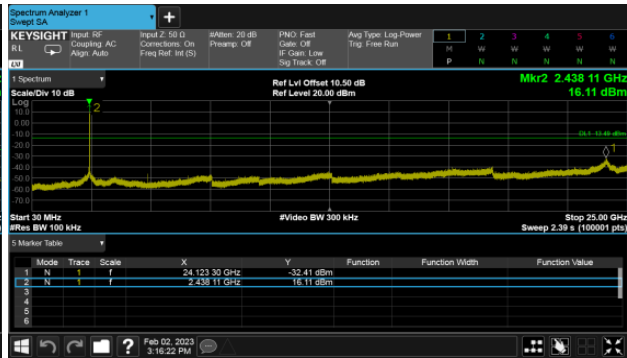 Spectrum Analyzer 1
Swept SA
KEYSIGHT Input: RF Input Z: 50 Ω #Atten: 20 dB PNO: Fast Avg Type: Log-Power 1 2 3 4 5 6
RL Coupling: AC Corrections: On Preamp: Off Gate: Off Trig: Free Run M W W W W W
Align: Auto Freq Ref: Int (S) IF Gain: Low
LXI Sig Track: Off P N N N N N
1 Spectrum Ref Lvl Offset 10.50 dB Mkr2 2.438 11 GHz
Scale/Div 10 dB Ref Level 20.00 dBm 16.11 dBm
Log
10.0
2
0.00
-10.0
DL1 -13.49 dBm
-20.0
1
-30.0
-40.0
-50.0
-60.0
-70.0
Start 30 MHz #Video BW 300 kHz Stop 25.00 GHz
#Res BW 100 kHz Sweep 2.39 s (100001 pts)
5 Marker Table
Mode Trace Scale X Y Function Function Width Function Value
1 N 1 f 24.123 30 GHz -32.41 dBm
2 N 1 f 2.438 11 GHz 16.11 dBm
3
4
5
6
? Feb 02, 2023
3:16:22 PM